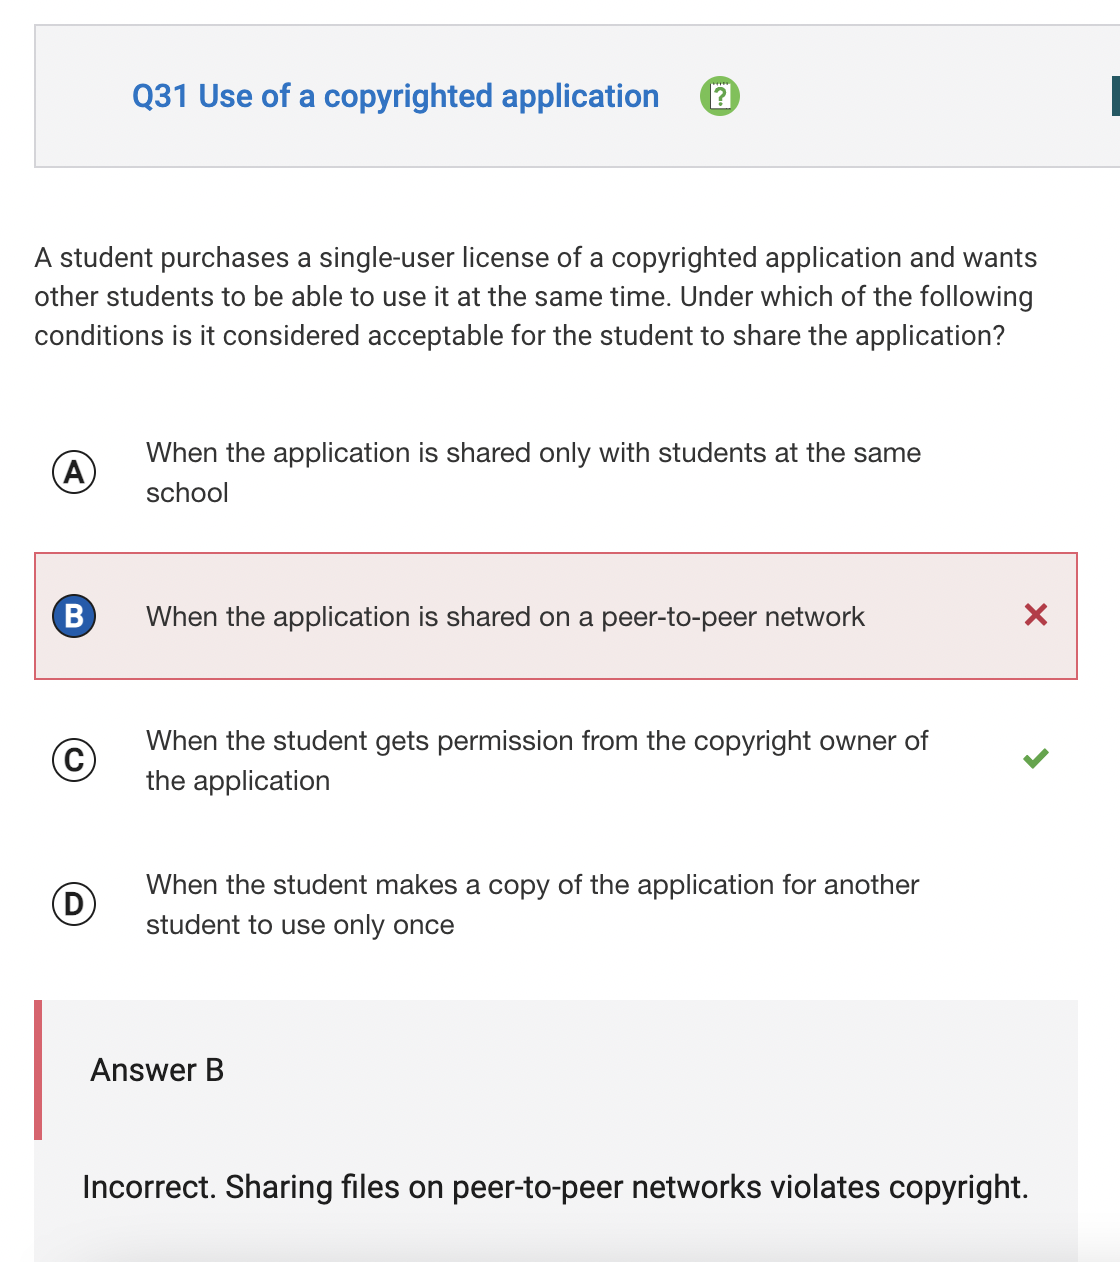 Q31 Use of a copyrighted application ?
A student purchases a single-user license of a copyrighted application and wants
other students to be able to use it at the same time. Under which of the following
conditions is it considered acceptable for the student to share the application?
A When the application is shared only with students at the same
school
B When the application is shared on a peer-to-peer network
C When the student gets permission from the copyright owner of
the application
D When the student makes a copy of the application for another
student to use only once
Answer B
Incorrect. Sharing files on peer-to-peer networks violates copyright.